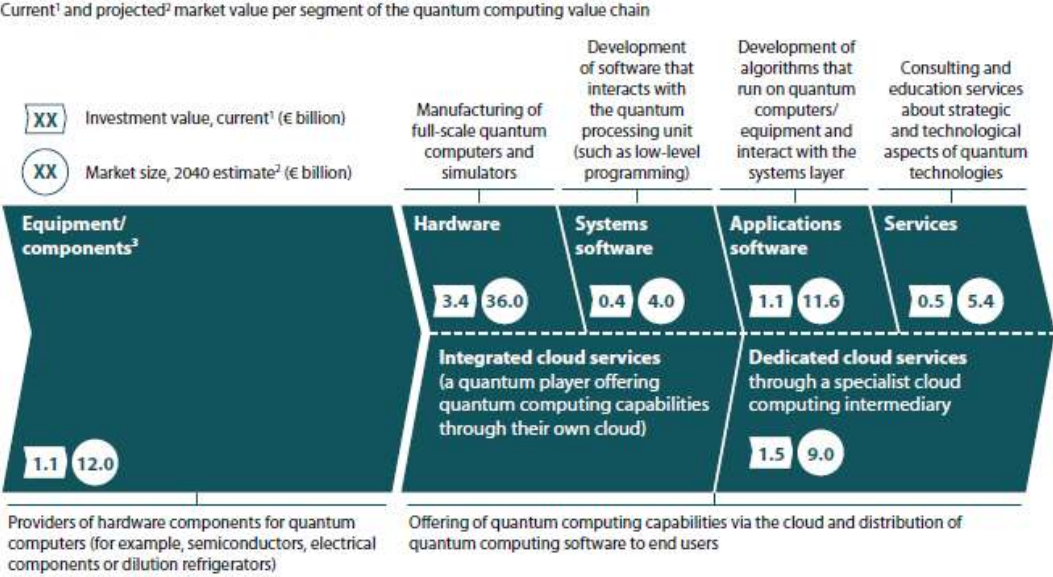 Current¹ and projected² market value per segment of the quantum computing value chain
XX
Investment value, current¹ (€ billion)
XX
Market size, 2040 estimate² (€ billion)
Manufacturing of
full-scale quantum
computers and
simulators
Development
of software that
interacts with
the quantum
processing unit
(such as low-level
programming)
Development of
algorithms that
run on quantum
computers/
equipment and
interact with the
systems layer
Consulting and
education services
about strategic
and technological
aspects of quantum
technologies
Equipment/
components³
1.1 12.0
Hardware
3.4 36.0
Systems
software
0.4 4.0
Applications
software
1.1 11.6
Services
0.5 5.4
Integrated cloud services
(a quantum player offering
quantum computing capabilities
through their own cloud)
Dedicated cloud services
through a specialist cloud
computing intermediary
1.5 9.0
Providers of hardware components for quantum
computers (for example, semiconductors, electrical
components or dilution refrigerators)
Offering of quantum computing capabilities via the cloud and distribution of
quantum computing software to end users